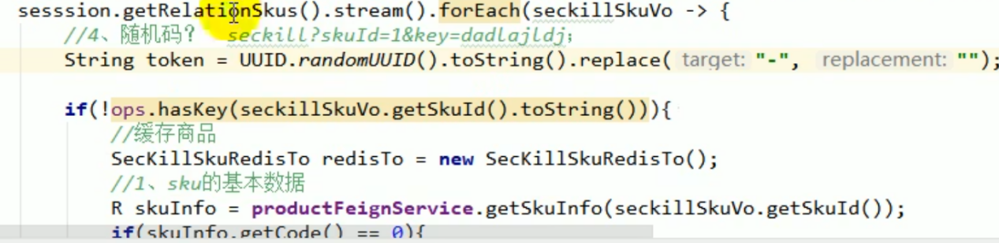 sesssion.getRelationSkus().stream().forEach(seckillSkuVo -> {
//4、随机码? seckill?skuId=1&key=dadlajldj;
String token = UUID.randomUUID().toString().replace( target: "-", replacement: "");
if(!ops.hasKey(seckillSkuVo.getSkuId().toString())){
//缓存商品
SecKillSkuRedisTo redisTo = new SecKillSkuRedisTo();
//1、sku的基本数据
R skuInfo = productFeignService.getSkuInfo(seckillSkuVo.getSkuId());
if(skuInfo.getCode() == 0){